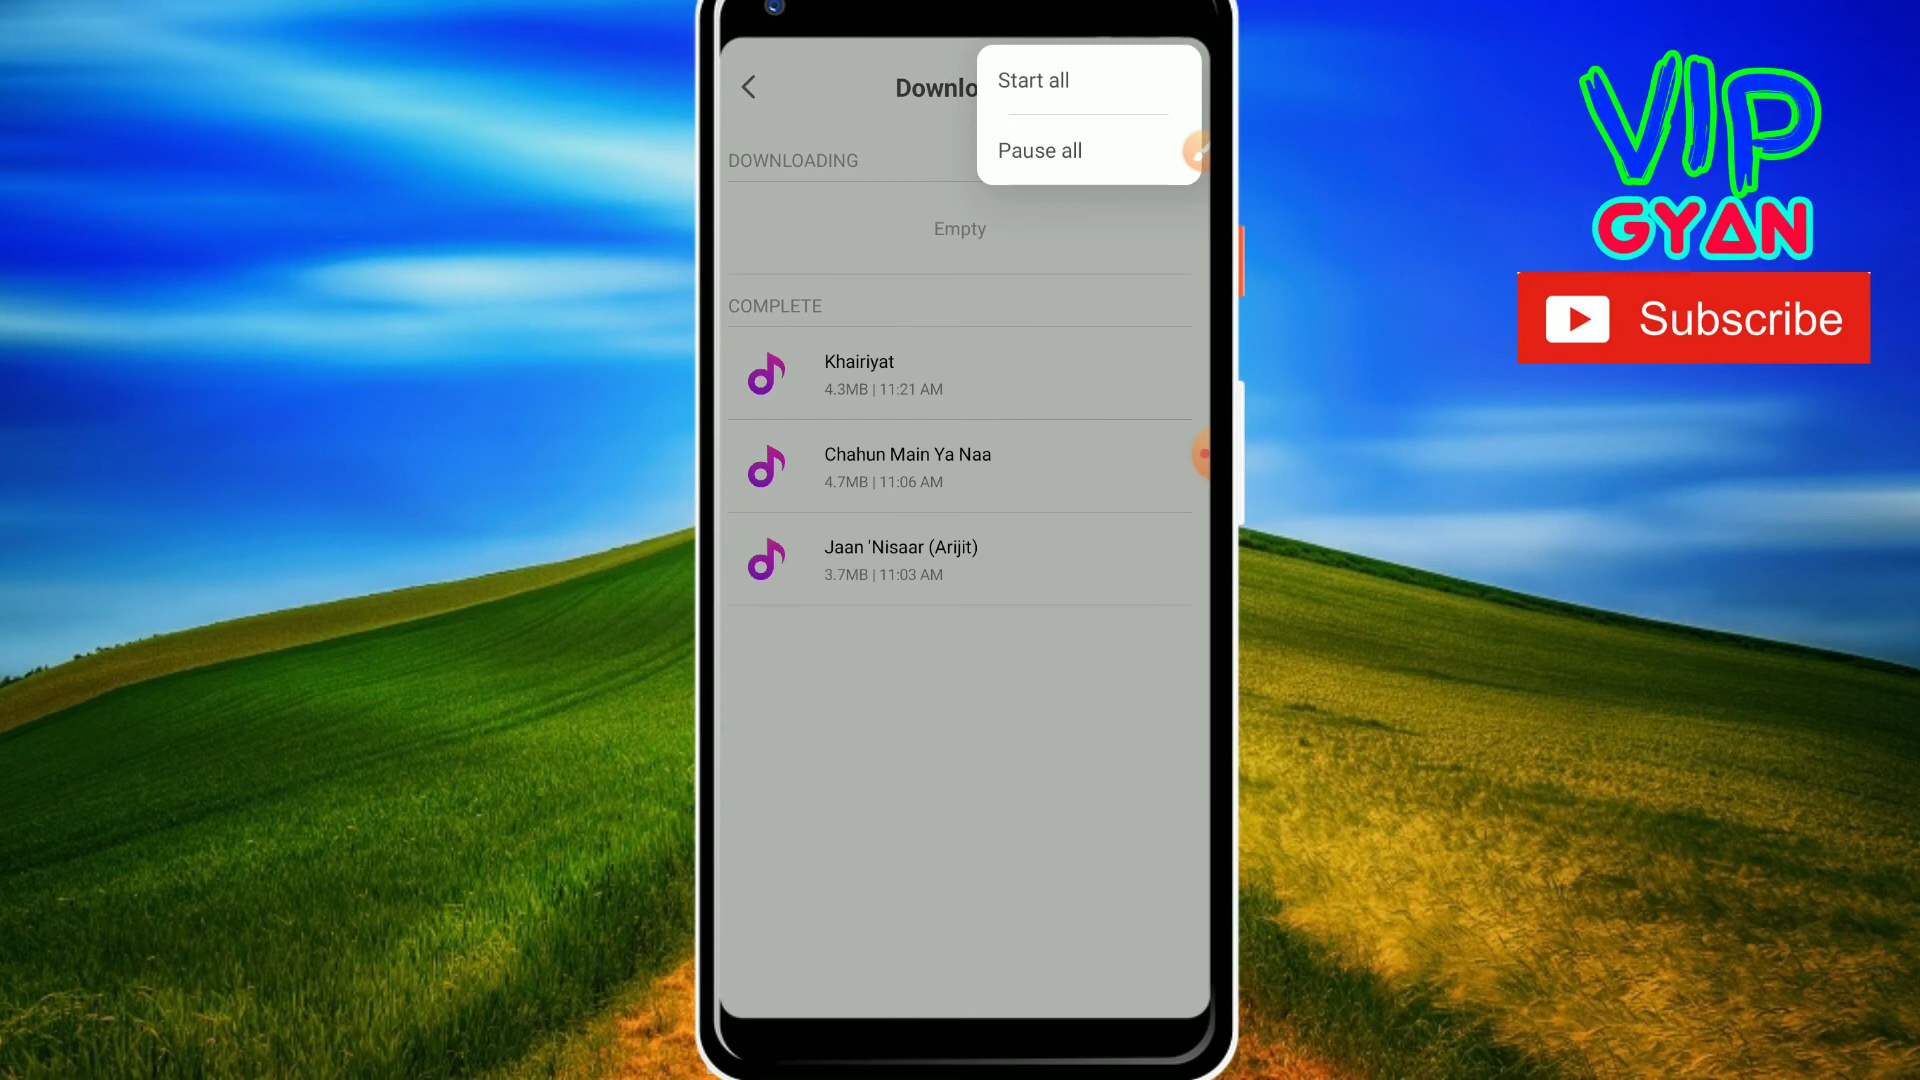 Downlo
Start all
Pause all
DOWNLOADING
Empty
COMPLETE
Khairiyat
4.3MB | 11:21 AM
Chahun Main Ya Naa
4.7MB | 11:06 AM
Jaan 'Nisaar (Arijit)
3.7MB | 11:03 AM
VIP
GYAN
Subscribe